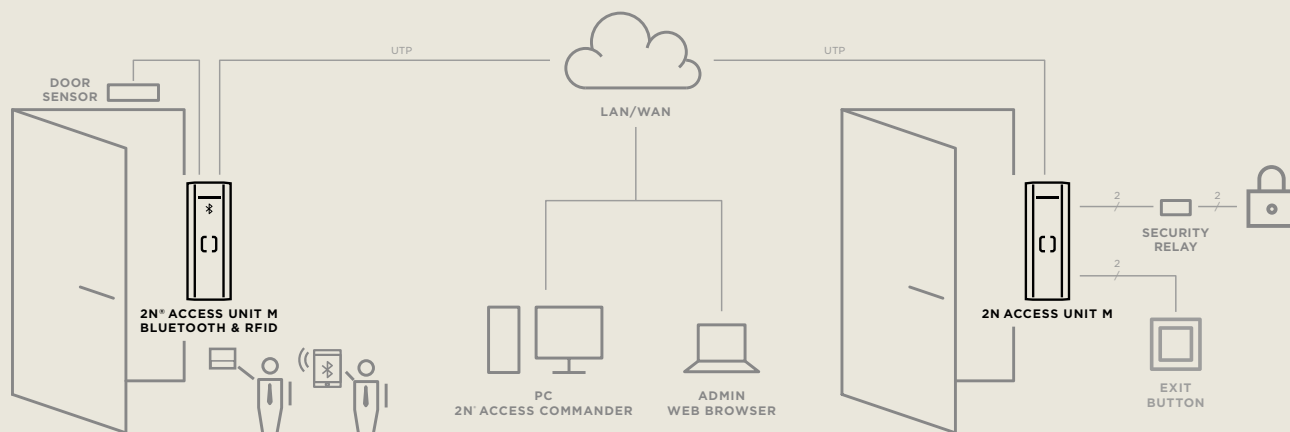 UTP
UTP
DOOR
SENSOR
LAN/WAN
2
2
SECURITY
RELAY
2
2N® ACCESS UNIT M
BLUETOOTH & RFID
2N ACCESS UNIT M
PC
2N® ACCESS COMMANDER
ADMIN
WEB BROWSER
EXIT
BUTTON